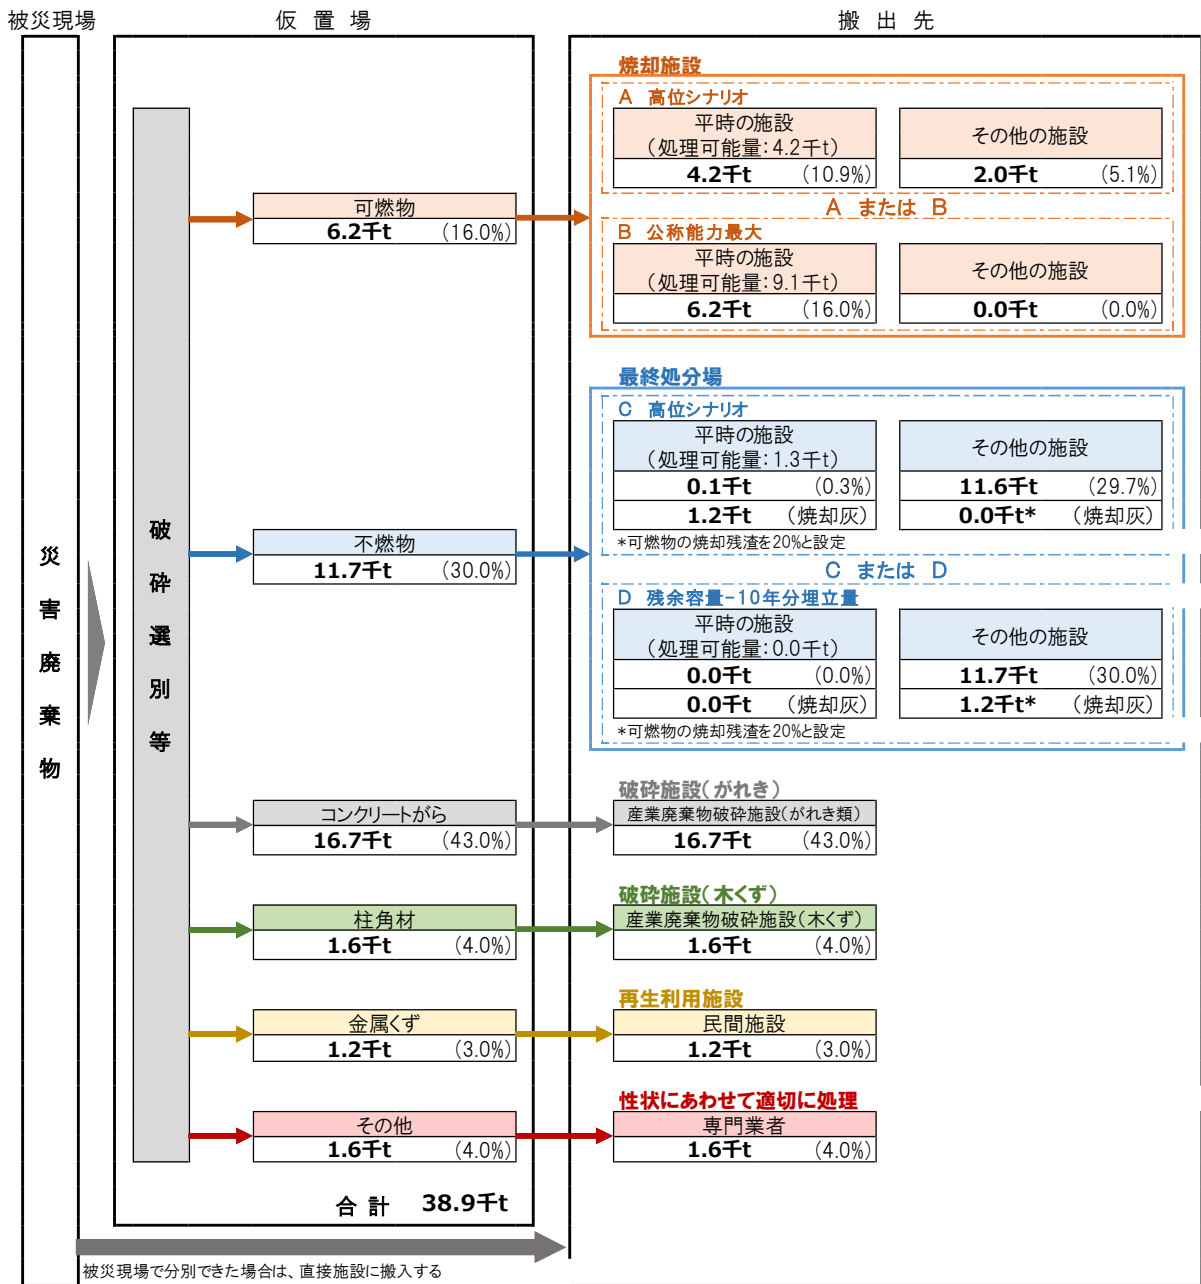 被災現場
仮 置 場
搬 出 先
災害廃棄物
破砕選別等
焼却施設
A 高位シナリオ
平時の施設
(処理可能量:4.2千t)
4.2千t (10.9%)
その他の施設
2.0千t (5.1%)
A または B
可燃物
6.2千t (16.0%)
B 公称能力最大
平時の施設
(処理可能量:9.1千t)
6.2千t (16.0%)
その他の施設
0.0千t (0.0%)
最終処分場
C 高位シナリオ
平時の施設
(処理可能量:1.3千t)
0.1千t (0.3%)
1.2千t (焼却灰)
その他の施設
11.6千t (29.7%)
0.0千t* (焼却灰)
*可燃物の焼却残渣を20%と設定
不燃物
11.7千t (30.0%)
C または D
D 残余容量-10年分埋立量
平時の施設
(処理可能量:0.0千t)
0.0千t (0.0%)
0.0千t (焼却灰)
その他の施設
11.7千t (30.0%)
1.2千t* (焼却灰)
*可燃物の焼却残渣を20%と設定
破砕施設(がれき)
コンクリートがら
16.7千t (43.0%)
産業廃棄物破砕施設(がれき類)
16.7千t (43.0%)
破砕施設(木くず)
柱角材
1.6千t (4.0%)
産業廃棄物破砕施設(木くず)
1.6千t (4.0%)
再生利用施設
金属くず
1.2千t (3.0%)
民間施設
1.2千t (3.0%)
性状にあわせて適切に処理
その他
1.6千t (4.0%)
専門業者
1.6千t (4.0%)
合 計 38.9千t
被災現場で分別できた場合は、直接施設に搬入する